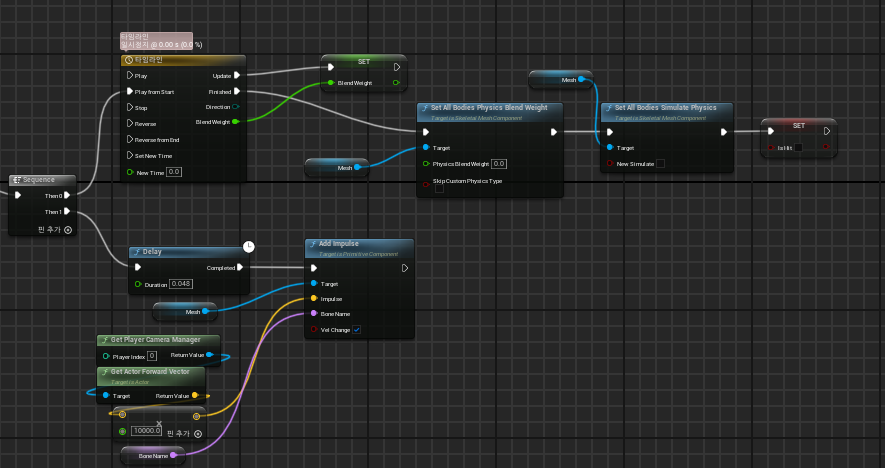 타임라인
일시정지 @ 0.00 s (0.0 %)
타임라인
Play
Update
Play from Start
Finished
Stop
Direction
Reverse
Blend Weight
Reverse from End
Set New Time
New Time 0.0
SET
Blend Weight
Mesh
Set All Bodies Physics Blend Weight
Target is Skeletal Mesh Component
Target
Physics Blend Weight 0.0
Skip Custom Physics Type
Mesh
Set All Bodies Simulate Physics
Target is Skeletal Mesh Component
Target
New Simulate
SET
Is Hit
Sequence
Then 0
Then 1
핀 추가
Delay
Completed
Duration 0.048
Mesh
Add Impulse
Target is Primitive Component
Target
Impulse
Bone Name
Vel Change
Get Player Camera Manager
Player Index 0
Return Value
Get Actor Forward Vector
Target is Actor
Target
Return Value
10000.0
핀 추가
Bone Name